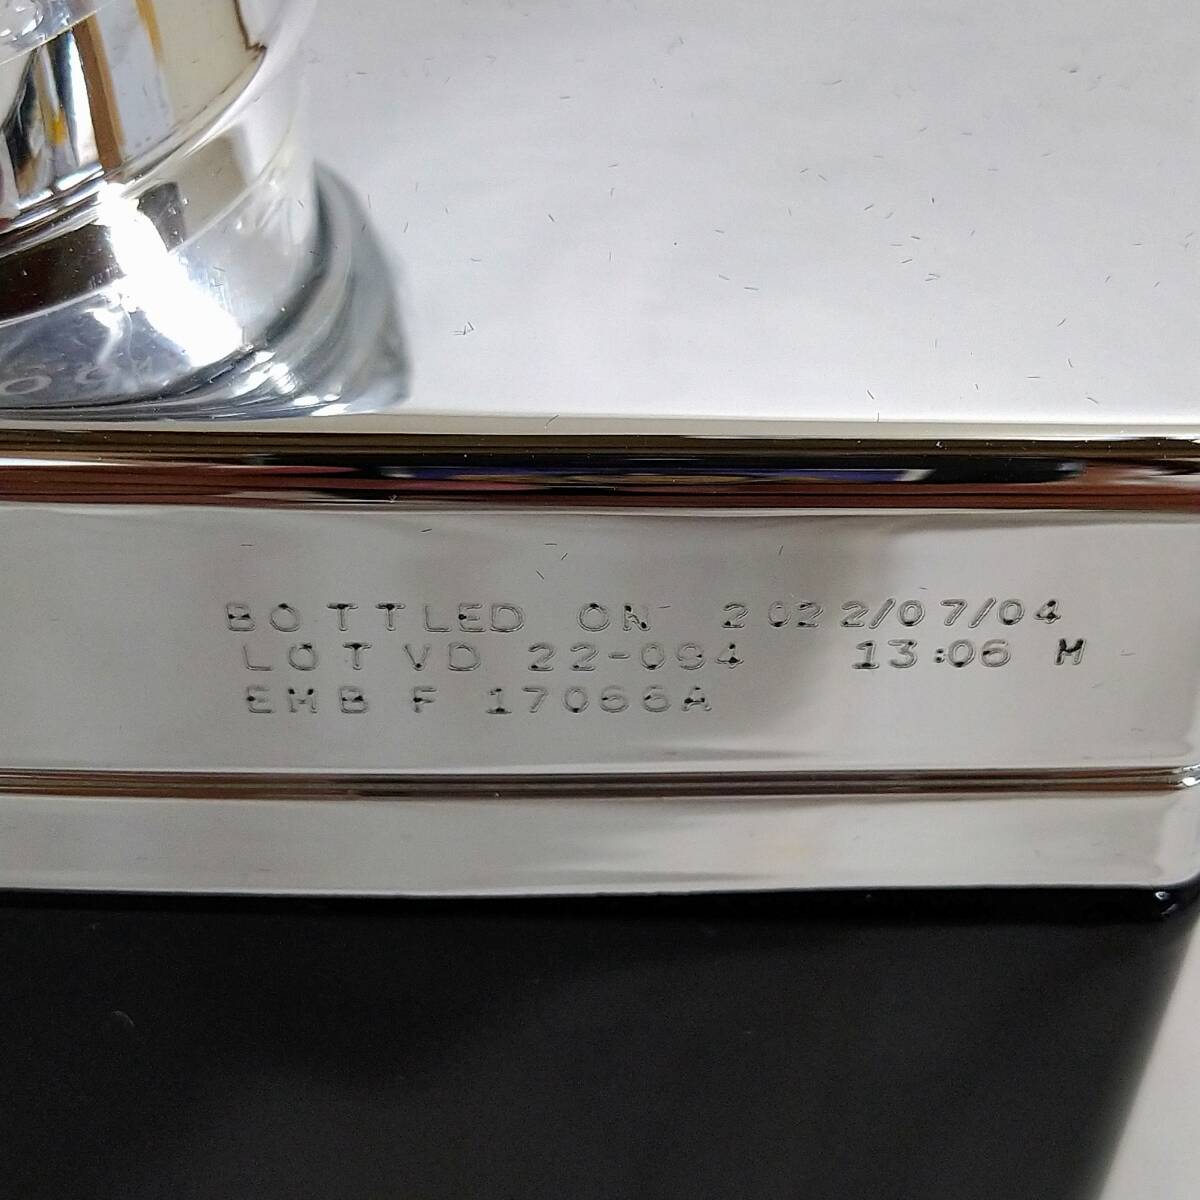 BOTTLED ON 2022/07/04
LOT VD 22-094 13:06 M
EMB F 17066A